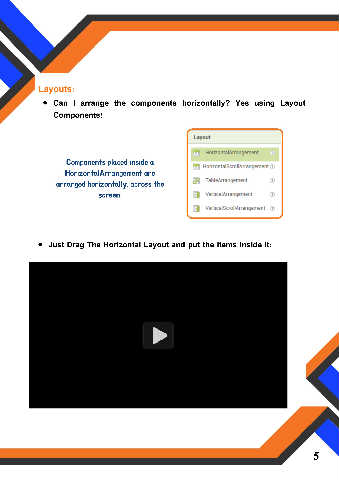 Layouts:
Can I arrange the components horizontally? Yes using Layout
Components!
Layout
HorizontalArrangement
HorizontalScrollArrangement
TableArrangement
VerticalArrangement
VerticalScrollArrangement
Components placed inside a
HorizontalArrangement are
arranged horizontally, across the
screen
Just Drag The Horizontal Layout and put the items inside it:
5